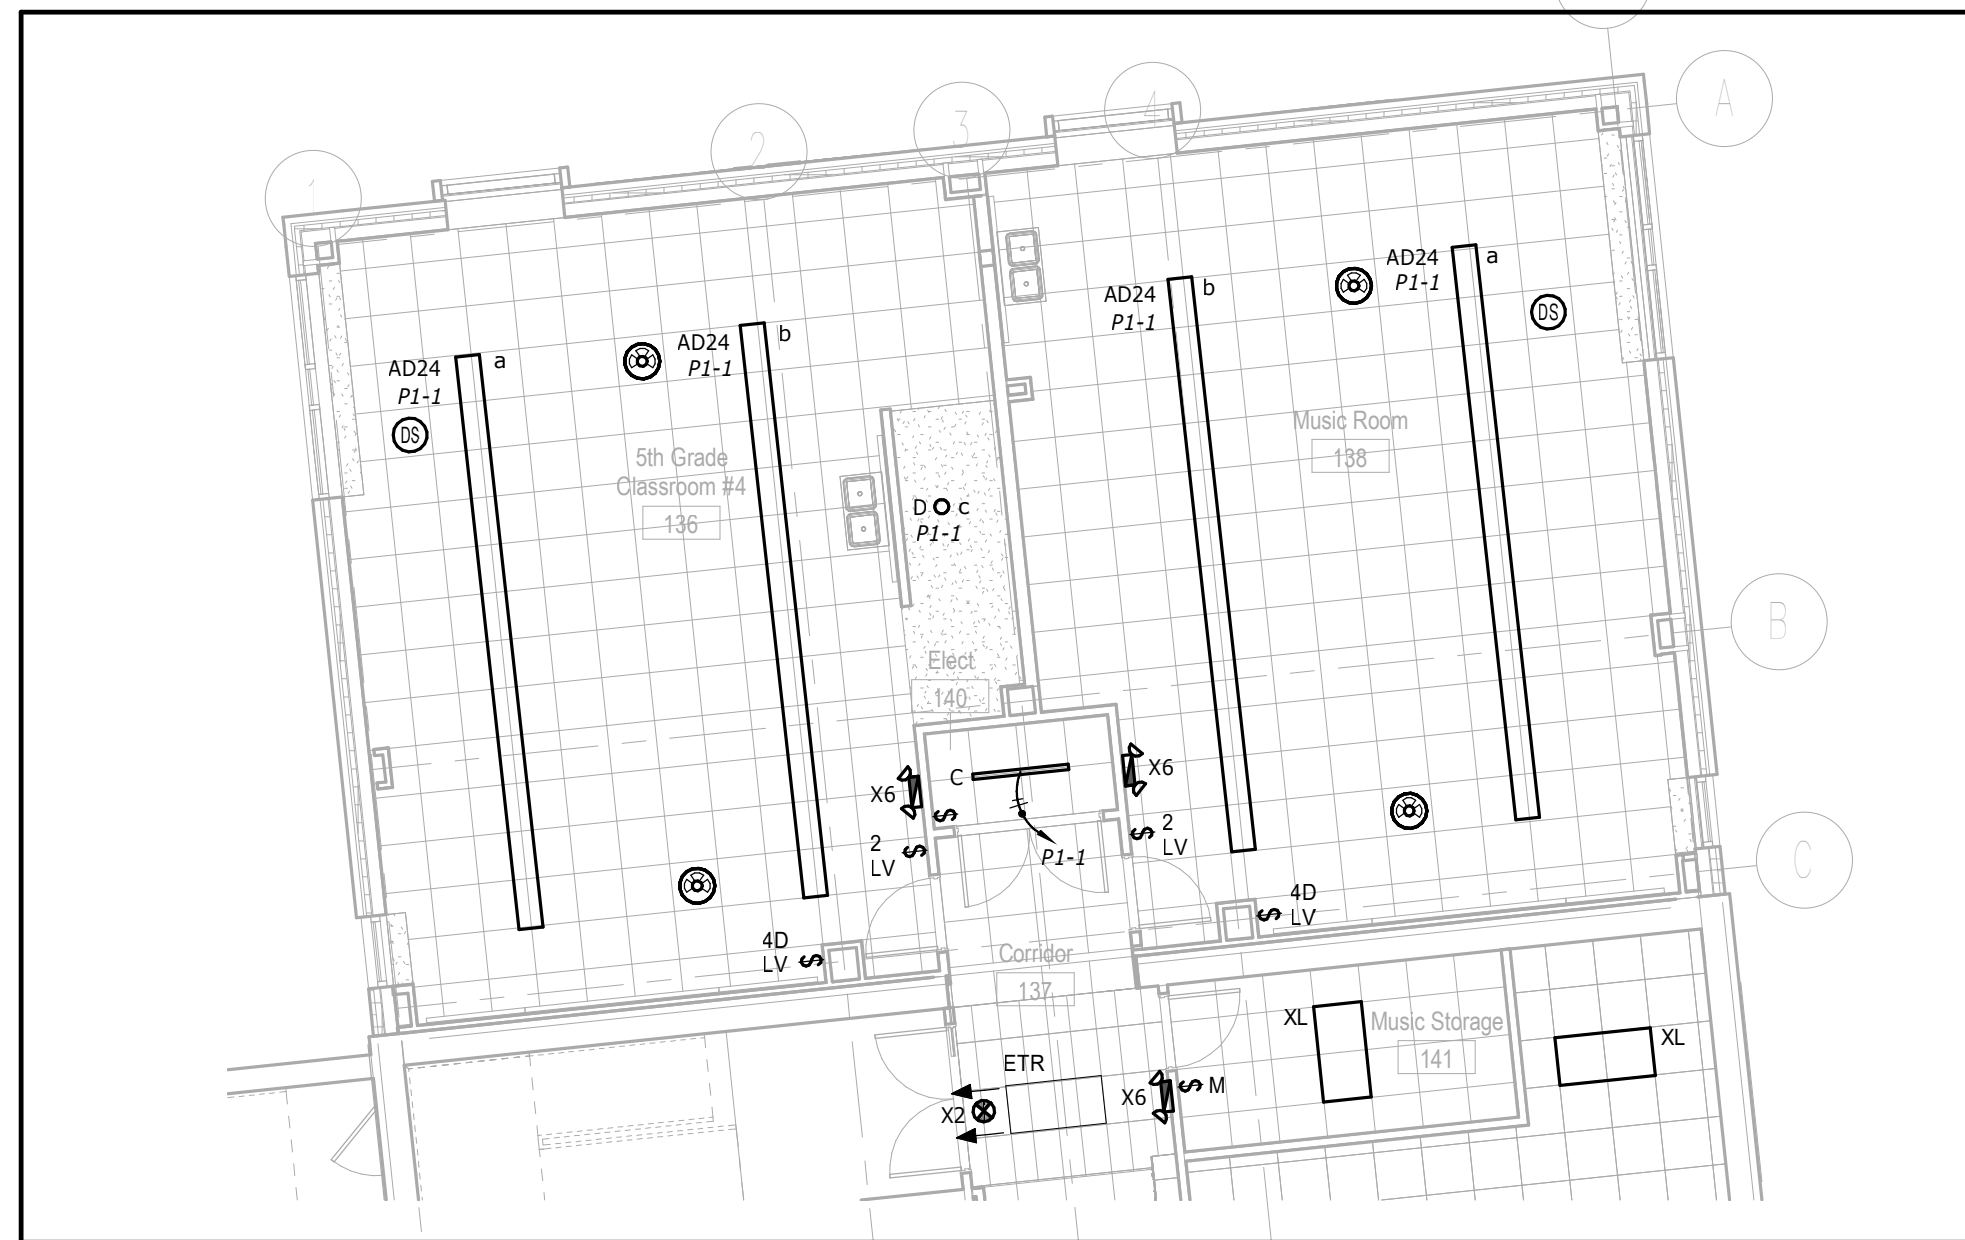 A
1
2
3
4
AD24
P1-1
a
AD24
P1-1
b
AD24
P1-1
b
AD24
P1-1
a
DS
DS
5th Grade
Classroom #4
136
Music Room
138
D
c
P1-1
B
Elect
140
C
X6
X6
2
LV
2
LV
P1-1
C
4D
LV
4D
LV
Corridor
137
ETR
X2
X6
M
XL
Music Storage
141
XL